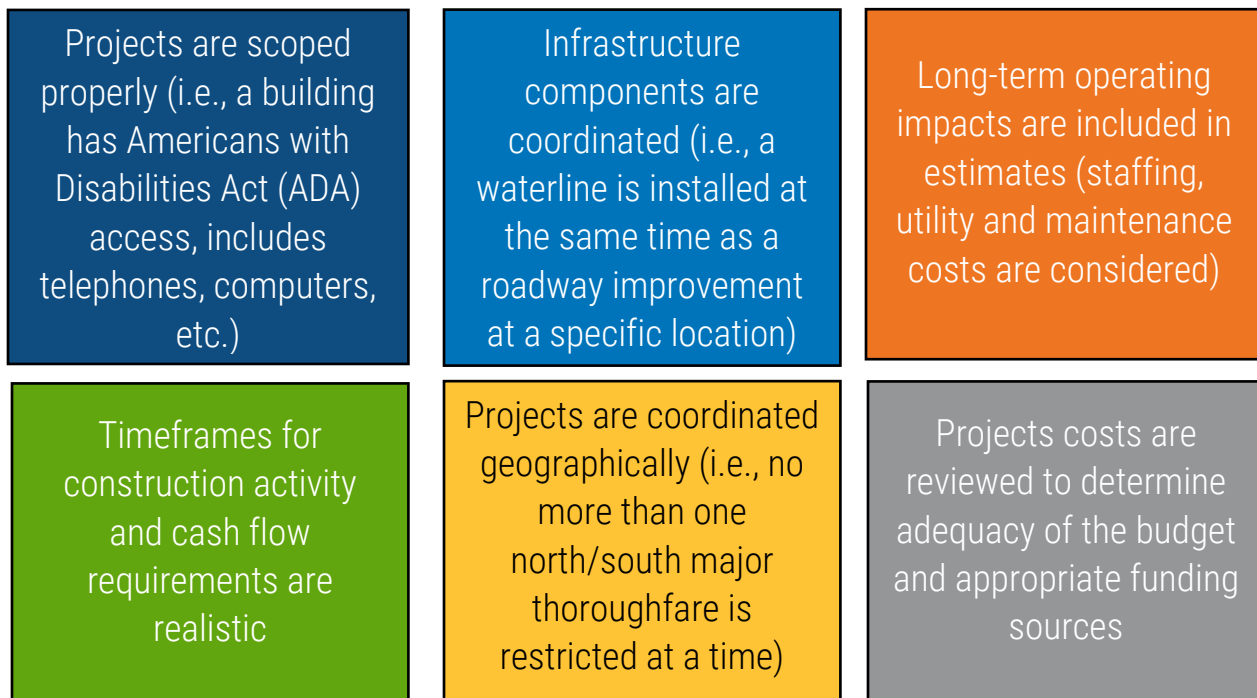 Projects are scoped
properly (i.e., a building
has Americans with
Disabilities Act (ADA)
access, includes
telephones, computers,
etc.)
Infrastructure
components are
coordinated (i.e., a
waterline is installed at
the same time as a
roadway improvement
at a specific location)
Long-term operating
impacts are included in
estimates (staffing,
utility and maintenance
costs are considered)
Timeframes for
construction activity
and cash flow
requirements are
realistic
Projects are coordinated
geographically (i.e., no
more than one
north/south major
thoroughfare is
restricted at a time)
Projects costs are
reviewed to determine
adequacy of the budget
and appropriate funding
sources